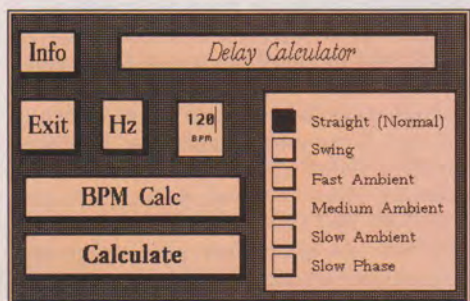 Info
Delay Calculator
Exit
Hz
120
BPM
BPM Calc
Calculate
Straight (Normal)
Swing
Fast Ambient
Medium Ambient
Slow Ambient
Slow Phase